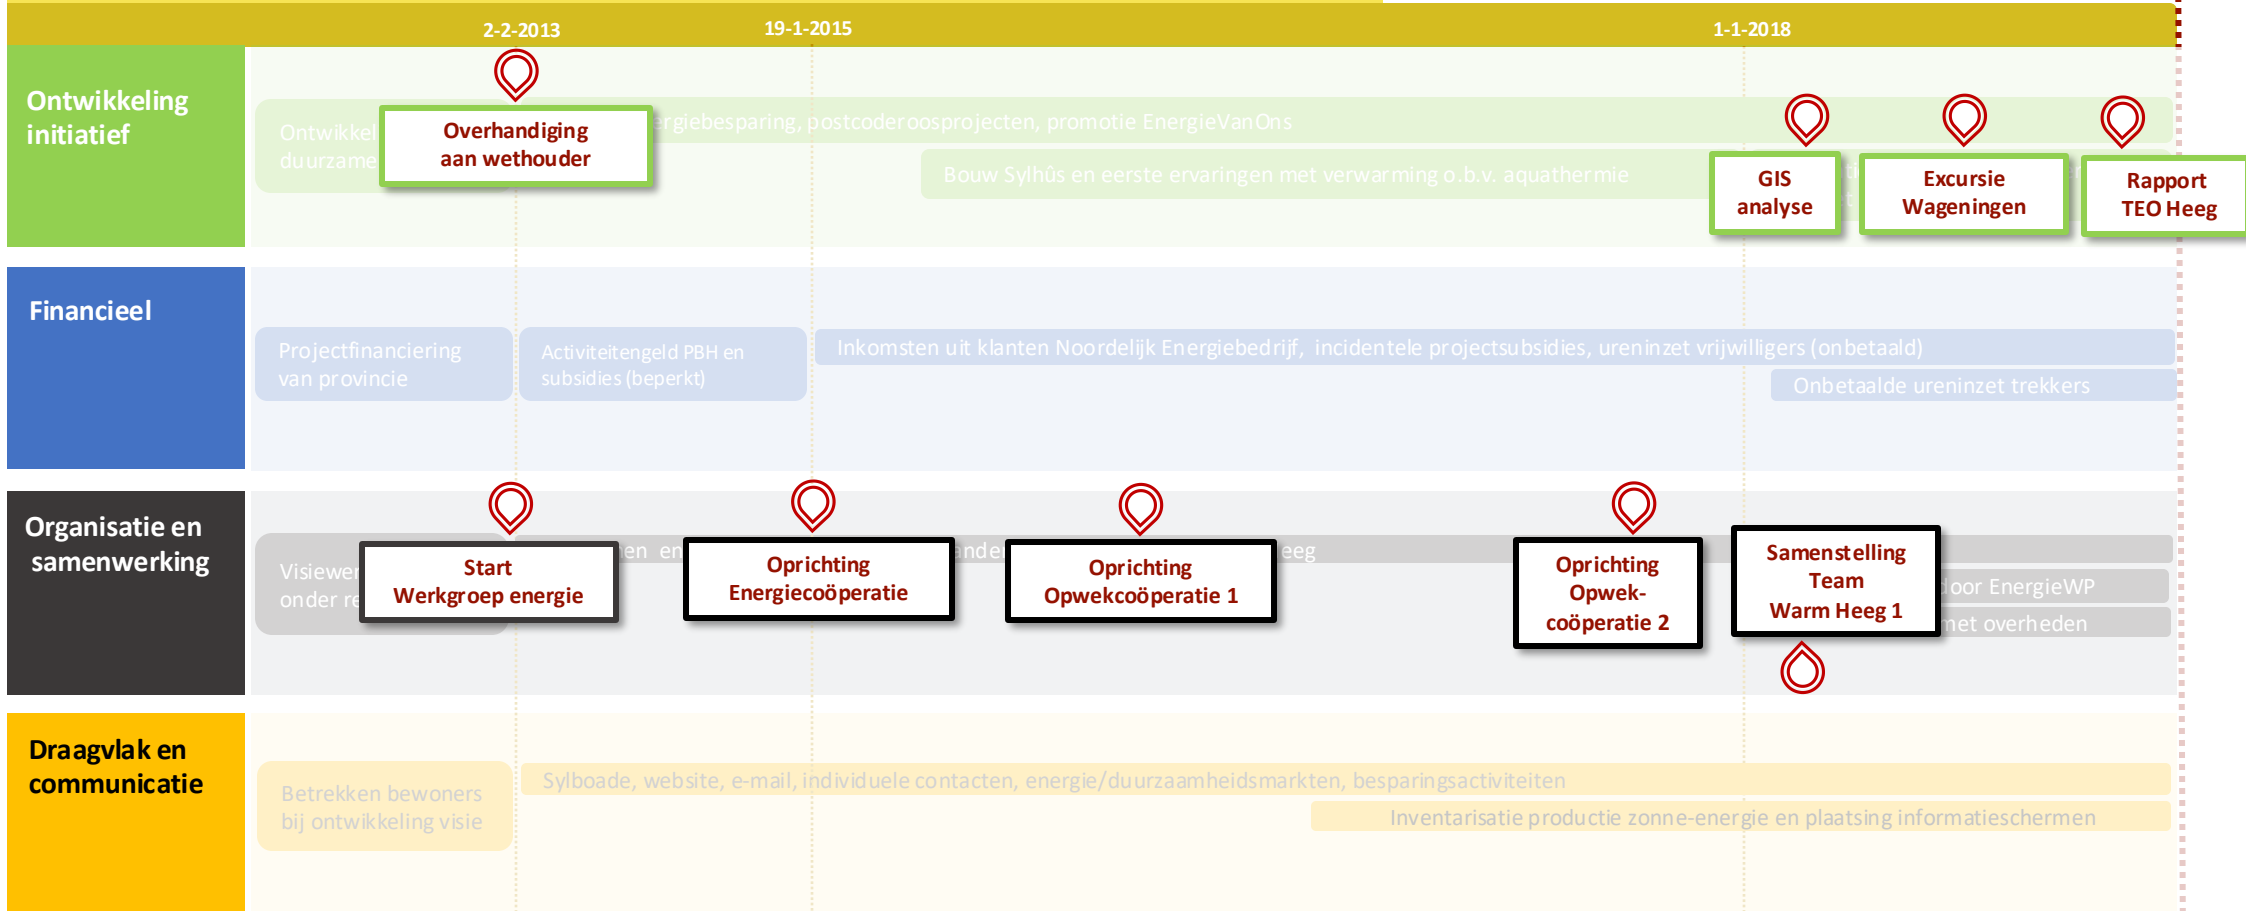 2-2-2013
19-1-2015
1-1-2018
Ontwikkeling
initiatief
duurzame
Overhandiging
aan wethouder
ergiebesparing, postcoderoosprojecten, promotie EnergieVanOns
Bouw Sylhûs en eerste ervaringen met verwarming o.b.v. aquathermie
GIS
analyse
Excursie
Wageningen
Rapport
TEO Heeg
Financieel
Projectfinanciering
van provincie
Activiteitengeld PBH en
subsidies (beperkt)
Inkomsten uit klanten Noordelijk Energiebedrijf, incidentele projectsubsidies, ureninzet vrijwilligers (onbetaald)
Onbetaalde ureninzet trekkers
Organisatie en
samenwerking
onder re
Start
Werkgroep energie
Oprichting
Energiecoöperatie
Oprichting
Opwekcoöperatie 1
eeg
Oprichting
Opwek-
coöperatie 2
Samenstelling
Team
Warm Heeg 1
door EnergieWP
met overheden
Draagvlak en
communicatie
Betrekken bewoners
bij ontwikkeling visie
Sylboade, website, e-mail, individuele contacten, energie/duurzaamheidsmarkten, besparingsactiviteiten
Inventarisatie productie zonne-energie en plaatsing informatieschermen